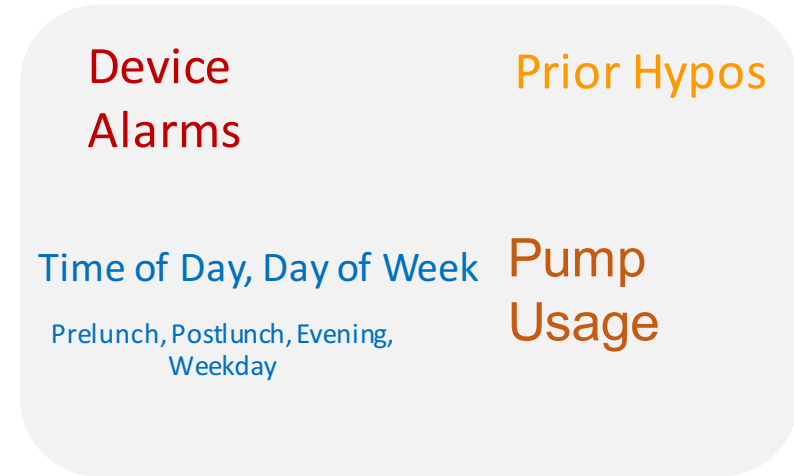 Device
Alarms
Prior Hypos
Time of Day, Day of Week
Prelunch, Postlunch, Evening,
Weekday
Pump
Usage